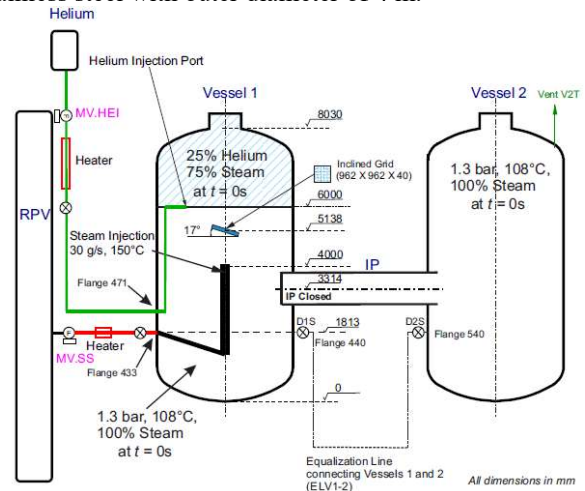 Helium
Helium Injection Port
MV.HEI
Vessel 1
Vessel 2
Vent V2T
8030
Heater
25% Helium
75% Steam
at t = 0s
Inclined Grid
(962 X 962 X 40)
1.3 bar, 108°C,
100% Steam
at t = 0s
6000
RPV
5138
17°
Steam Injection
30 g/s, 150°C
4000
IP
Flange 471
3314
IP Closed
D1S
1813
D2S
Flange 440
Flange 540
Heater
MV.SS
Flange 433
0
1.3 bar, 108°C,
100% Steam
at t = 0s
Equalization Line
connecting Vessels 1 and 2
(ELV1-2)
All dimensions in mm